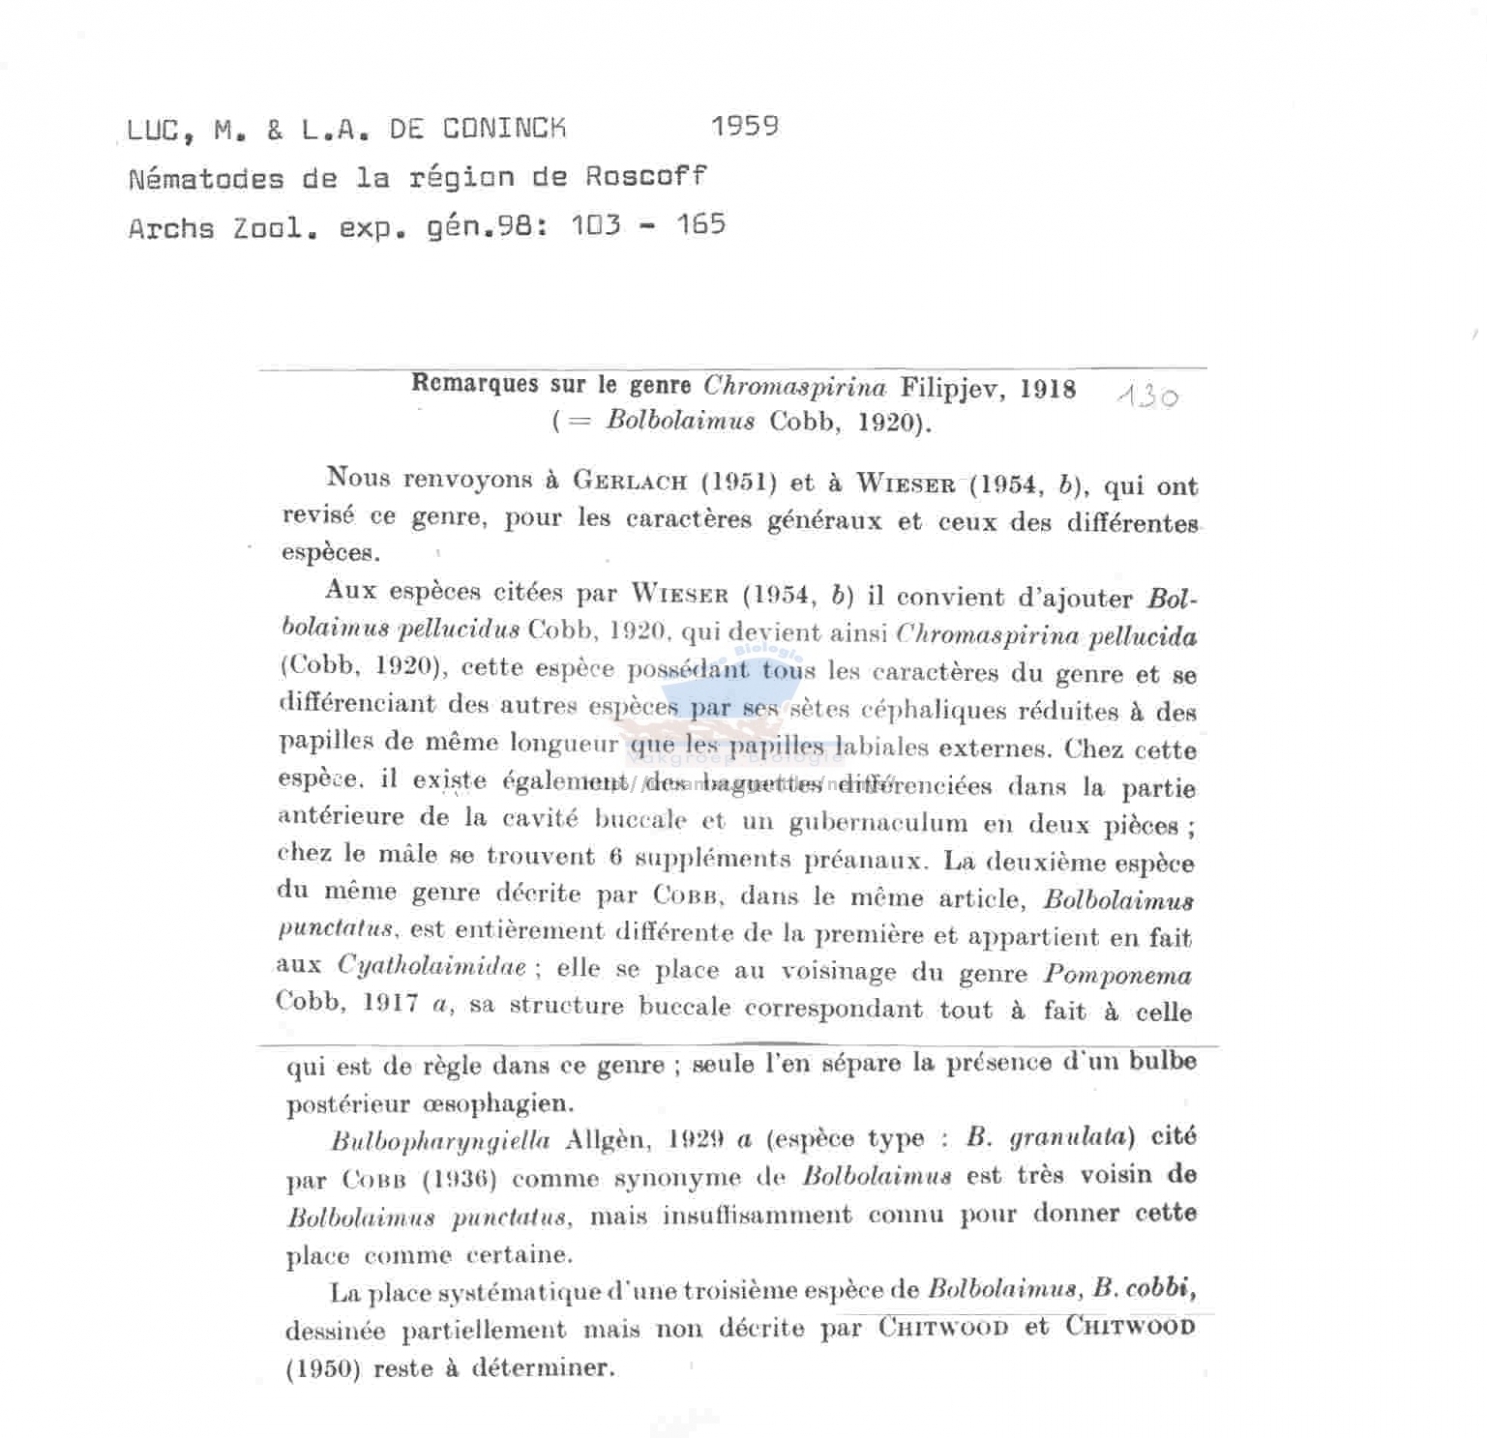 LUC, M. & L.A. DE CONINCK 1959
Nématodes de la région de Roscoff
Archs Zool. exp. gén.98: 103 - 165
Remarques sur le genre Chromaspirina Filipjev, 1918 130
( = Bolbolaimus Cobb, 1920).
Nous renvoyons à GERLACH (1951) et à WIESER (1954, b), qui ont
revisé ce genre, pour les caractères généraux et ceux des différentes
espèces.
Aux espèces citées par WIESER (1954, b) il convient d'ajouter Bol-
bolaimus pellucidus Cobb, 1920, qui devient ainsi Chromaspirina pellucida
(Cobb, 1920), cette espèce possédant tous les caractères du genre et se
différenciant des autres espèces par ses sètes céphaliques réduites à des
papilles de même longueur que les papilles labiales externes. Chez cette
espèce, il existe également des baguettes différenciées dans la partie
antérieure de la cavité buccale et un gubernaculum en deux pièces ;
chez le mâle se trouvent 6 suppléments préanaux. La deuxième espèce
du même genre décrite par COBB, dans le même article, Bolbolaimus
punctatus, est entièrement différente de la première et appartient en fait
aux Cyatholaimidae ; elle se place au voisinage du genre Pomponema
Cobb, 1917 a, sa structure buccale correspondant tout à fait à celle
qui est de règle dans ce genre ; seule l'en sépare la présence d'un bulbe
postérieur œsophagien.
Bulbopharyngiella Allgèn, 1929 a (espèce type : B. granulata) cité
par COBB (1936) comme synonyme de Bolbolaimus est très voisin de
Bolbolaimus punctatus, mais insuffisamment connu pour donner cette
place comme certaine.
La place systématique d'une troisième espèce de Bolbolaimus, B. cobbi,
dessinée partiellement mais non décrite par CHITWOOD et CHITWOOD
(1950) reste à déterminer.
Biologie
Vakgroep Biologie